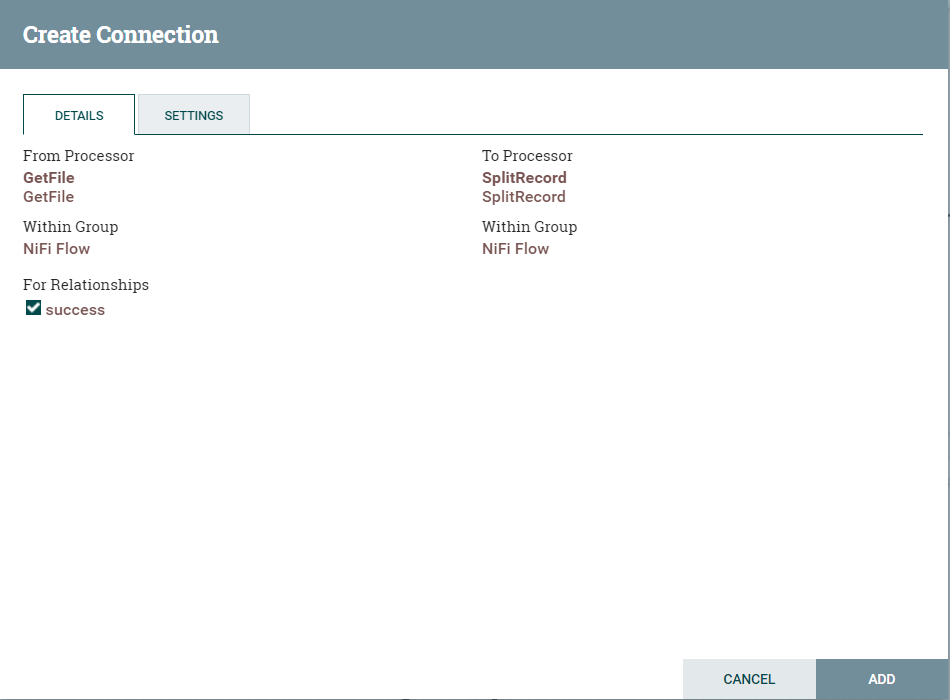 Create Connection
DETAILS
SETTINGS
From Processor
GetFile
GetFile
Within Group
NiFi Flow
For Relationships
success
To Processor
SplitRecord
SplitRecord
Within Group
NiFi Flow
CANCEL
ADD